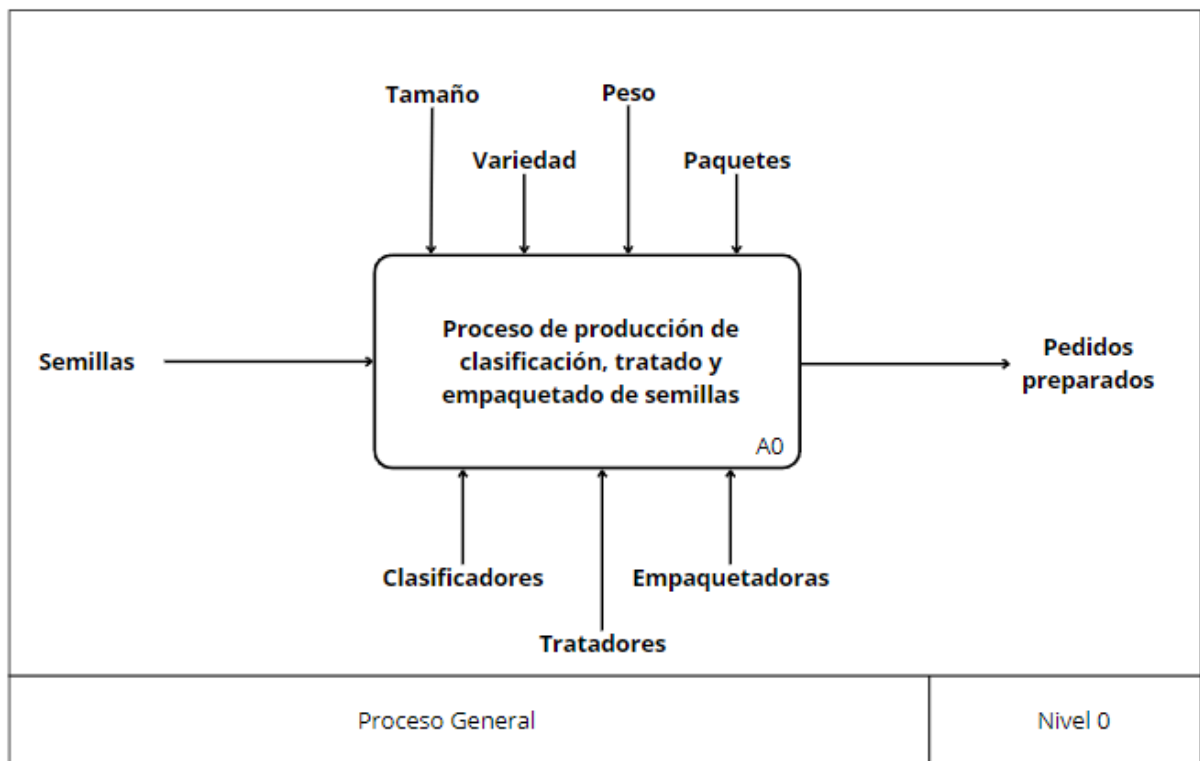 Tamaño
Peso
Variedad
Paquetes
Semillas
Proceso de producción de
clasificación, tratado y
empaquetado de semillas
A0
Pedidos
preparados
Clasificadores
Empaquetadoras
Tratadores
Proceso General
Nivel 0